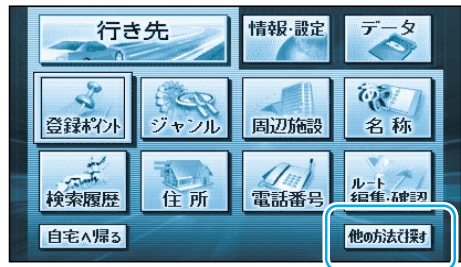 行き先
情報･設定
データ
登録ﾎﾟｲﾝﾄ
ジャンル
周辺施設
名 称
検索履歴
住 所
電話番号
ルート
編集･確認
自宅へ帰る
他の方法で探す